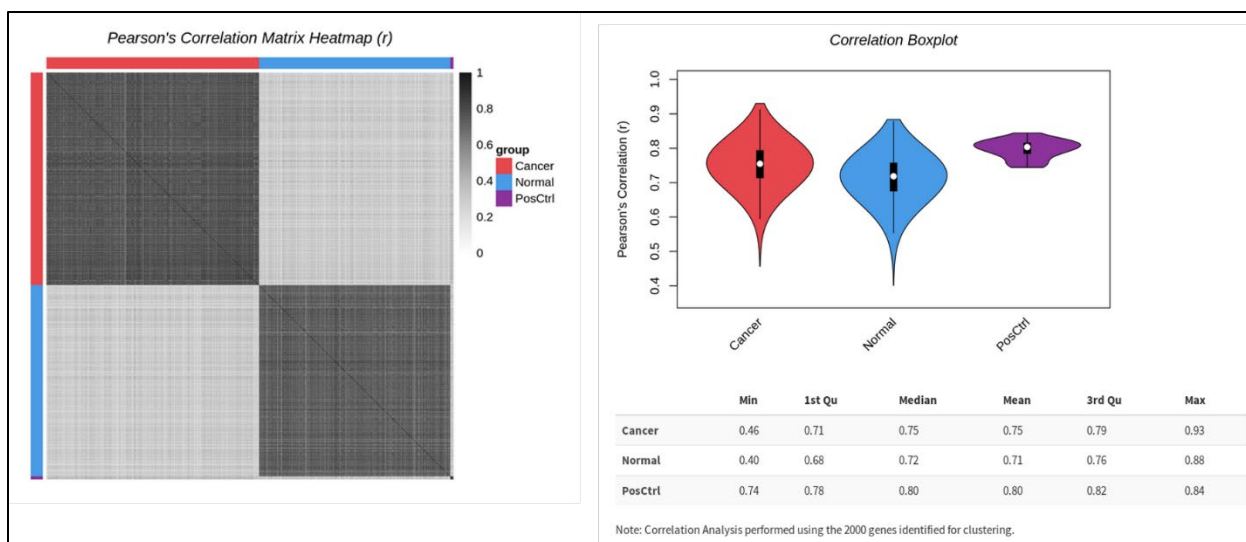 Pearson's Correlation Matrix Heatmap (r)
1
0.8
0.6
0.4
0.2
0
group
Cancer
Normal
PosCtrl
Correlation Boxplot
Pearson's Correlation (r)
1.0
0.9
0.8
0.7
0.6
0.5
0.4
Cancer
Normal
PosCtrl
Min 1st Qu Median Mean 3rd Qu Max
Cancer 0.46 0.71 0.75 0.75 0.79 0.93
Normal 0.40 0.68 0.72 0.71 0.76 0.88
PosCtrl 0.74 0.78 0.80 0.80 0.82 0.84
Note: Correlation Analysis performed using the 2000 genes identified for clustering.